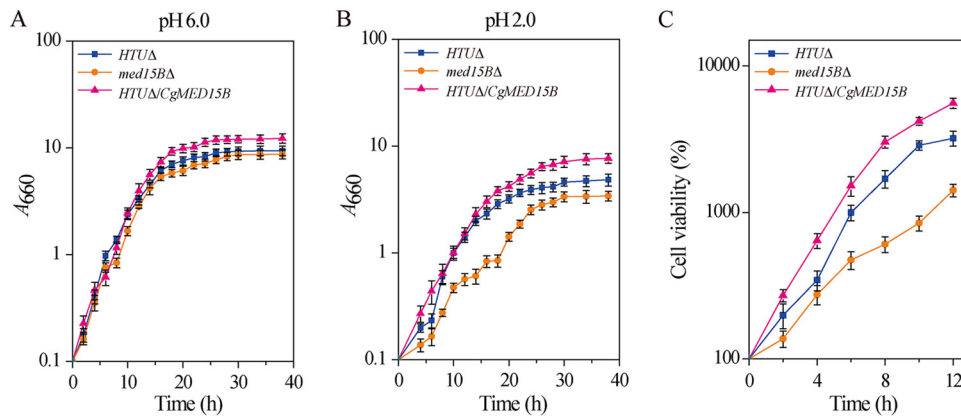 A
pH 6.0
100
10
1
0.1
A660
HTUΔ
med15BΔ
HTUΔ/CgMED15B
0 10 20 30 40
Time (h)
B
pH 2.0
100
10
1
0.1
A660
HTUΔ
med15BΔ
HTUΔ/CgMED15B
0 10 20 30 40
Time (h)
C
10000
1000
100
Cell viability (%)
HTUΔ
med15BΔ
HTUΔ/CgMED15B
0 4 8 12
Time (h)